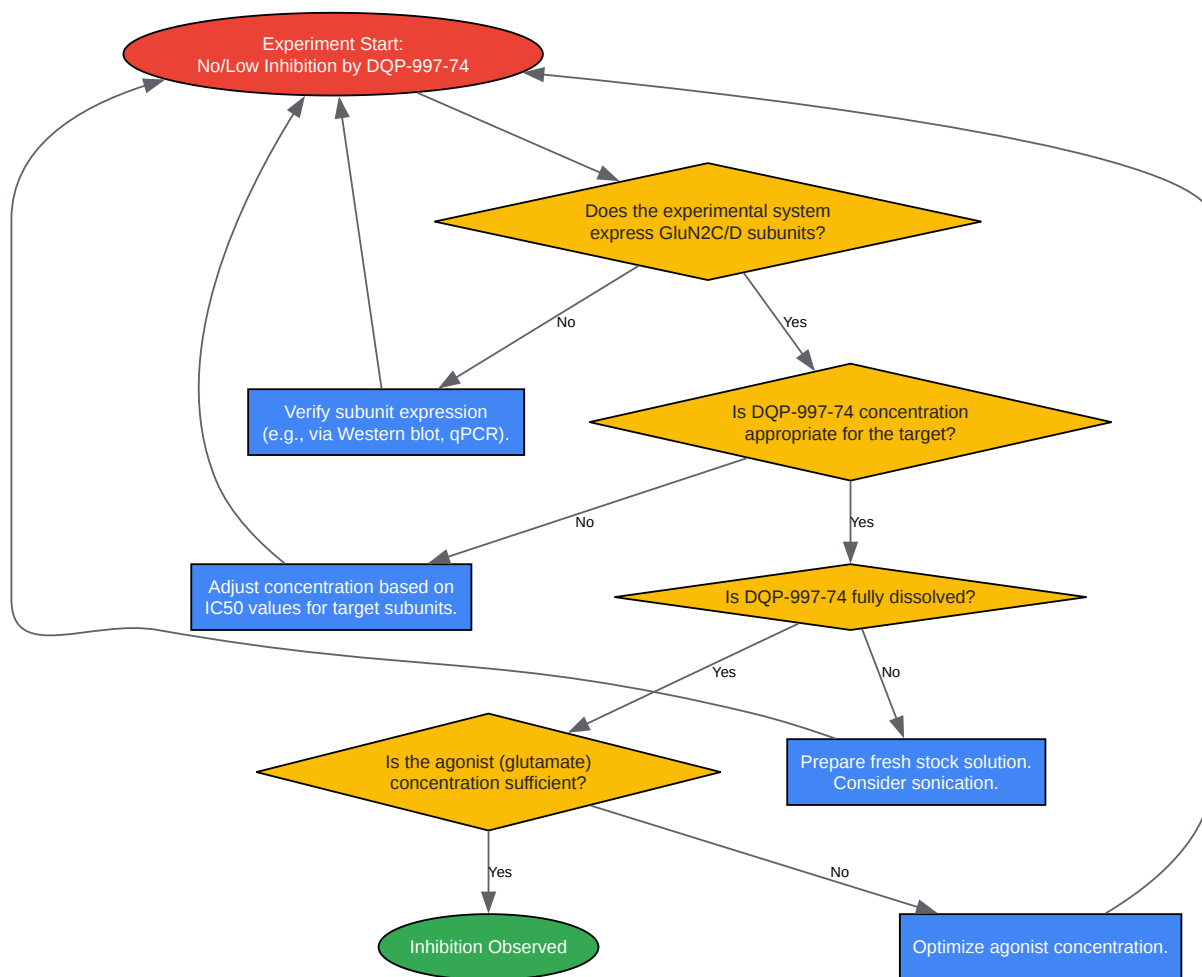 Experiment Start:
No/Low Inhibition by DQP-997-74
Does the experimental system
express GluN2C/D subunits?
No
Yes
Verify subunit expression
(e.g., via Western blot, qPCR).
Is DQP-997-74 concentration
appropriate for the target?
No
Yes
Adjust concentration based on
IC50 values for target subunits.
Is DQP-997-74 fully dissolved?
Yes
No
Is the agonist (glutamate)
concentration sufficient?
Prepare fresh stock solution.
Consider sonication.
Yes
No
Inhibition Observed
Optimize agonist concentration.